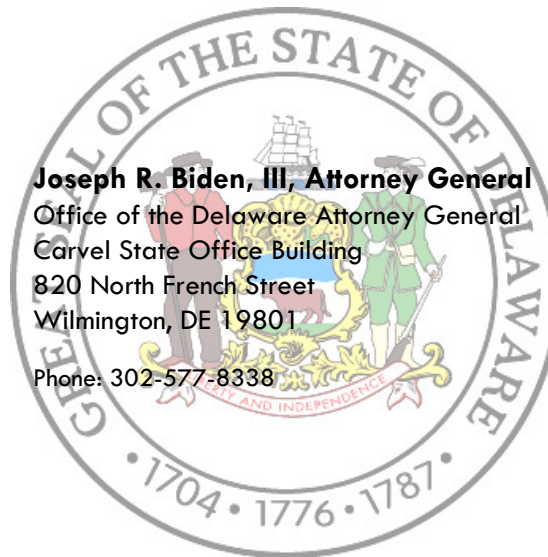 GREAT SEAL OF THE STATE OF DELAWARE
Joseph R. Biden, III, Attorney General
Office of the Delaware Attorney General
Carvel State Office Building
820 North French Street
Wilmington, DE 19801
Phone: 302-577-8338
LIBERTY AND INDEPENDENCE
• 1704 • 1776 • 1787 •